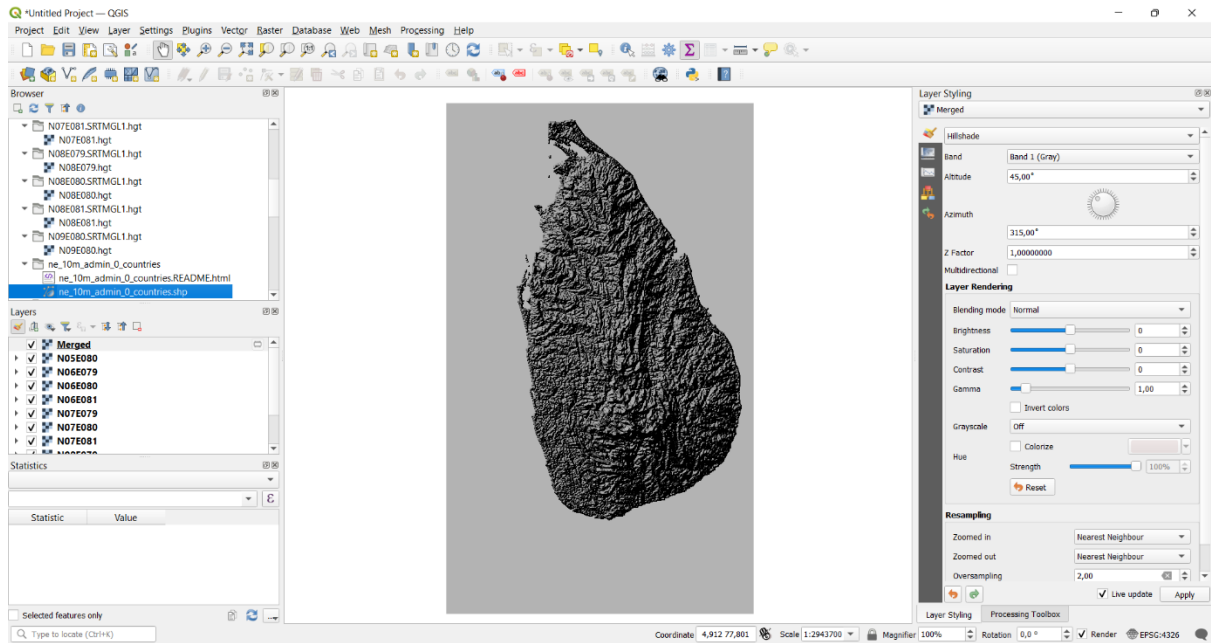 *Untitled Project — QGIS
Project Edit View Layer Settings Plugins Vector Raster Database Web Mesh Processing Help
Browser
N07E081.SRTMGL1.hgt
N07E081.hgt
N08E079.SRTMGL1.hgt
N08E079.hgt
N08E080.SRTMGL1.hgt
N08E080.hgt
N08E081.SRTMGL1.hgt
N08E081.hgt
N09E080.SRTMGL1.hgt
N09E080.hgt
ne_10m_admin_0_countries
ne_10m_admin_0_countries.README.html
ne_10m_admin_0_countries.shp
Layers
Merged
N05E080
N06E079
N06E080
N06E081
N07E079
N07E080
N07E081
Statistics
Statistic Value
Selected features only
Layer Styling
Merged
Hillshade
Band Band 1 (Gray)
Altitude 45,00°
Azimuth
315,00°
Z Factor 1,00000000
Multidirectional
Layer Rendering
Blending mode Normal
Brightness 0
Saturation 0
Contrast 0
Gamma 1,00
Invert colors
Grayscale Off
Hue Colorize
Strength 100%
Reset
Resampling
Zoomed in Nearest Neighbour
Zoomed out Nearest Neighbour
Oversampling 2,00
Live update Apply
Layer Styling Processing Toolbox
Type to locate (Ctrl+K) Coordinate 4,912 77,801 Scale 1:2943700 Magnifier 100% Rotation 0,0 ° Render EPSG:4326